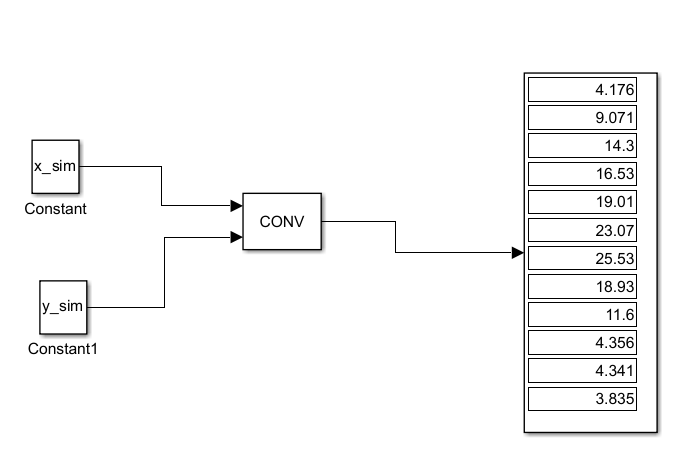 x_sim
Constant
y_sim
Constant1
CONV
4.176
9.071
14.3
16.53
19.01
23.07
25.53
18.93
11.6
4.356
4.341
3.835